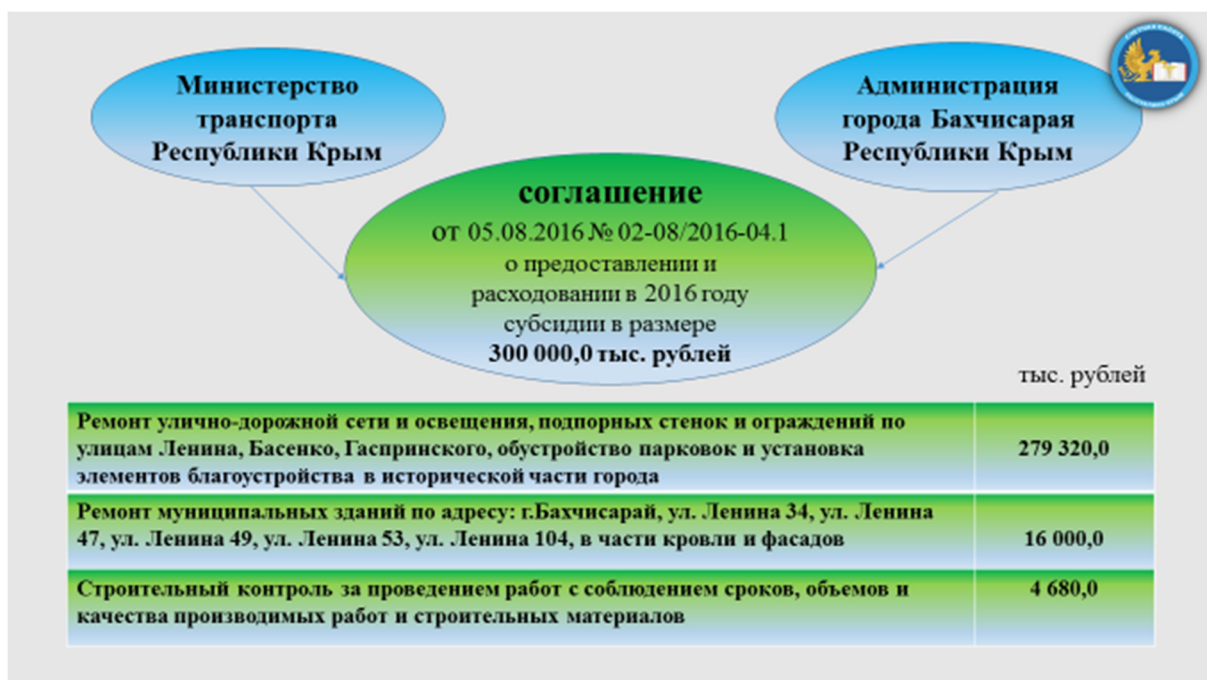 Министерство
транспорта
Республики Крым
Администрация
города Бахчисарая
Республики Крым
соглашение
от 05.08.2016 № 02-08/2016-04.1
о предоставлении и
расходовании в 2016 году
субсидии в размере
300 000,0 тыс. рублей
тыс. рублей
Ремонт улично-дорожной сети и освещения, подпорных стенок и ограждений по
улицам Ленина, Басенко, Гаспринского, обустройство парковок и установка
элементов благоустройства в исторической части города
279 320,0
Ремонт муниципальных зданий по адресу: г.Бахчисарай, ул. Ленина 34, ул. Ленина
47, ул. Ленина 49, ул. Ленина 53, ул. Ленина 104, в части кровли и фасадов
16 000,0
Строительный контроль за проведением работ с соблюдением сроков, объемов и
качества производимых работ и строительных материалов
4 680,0